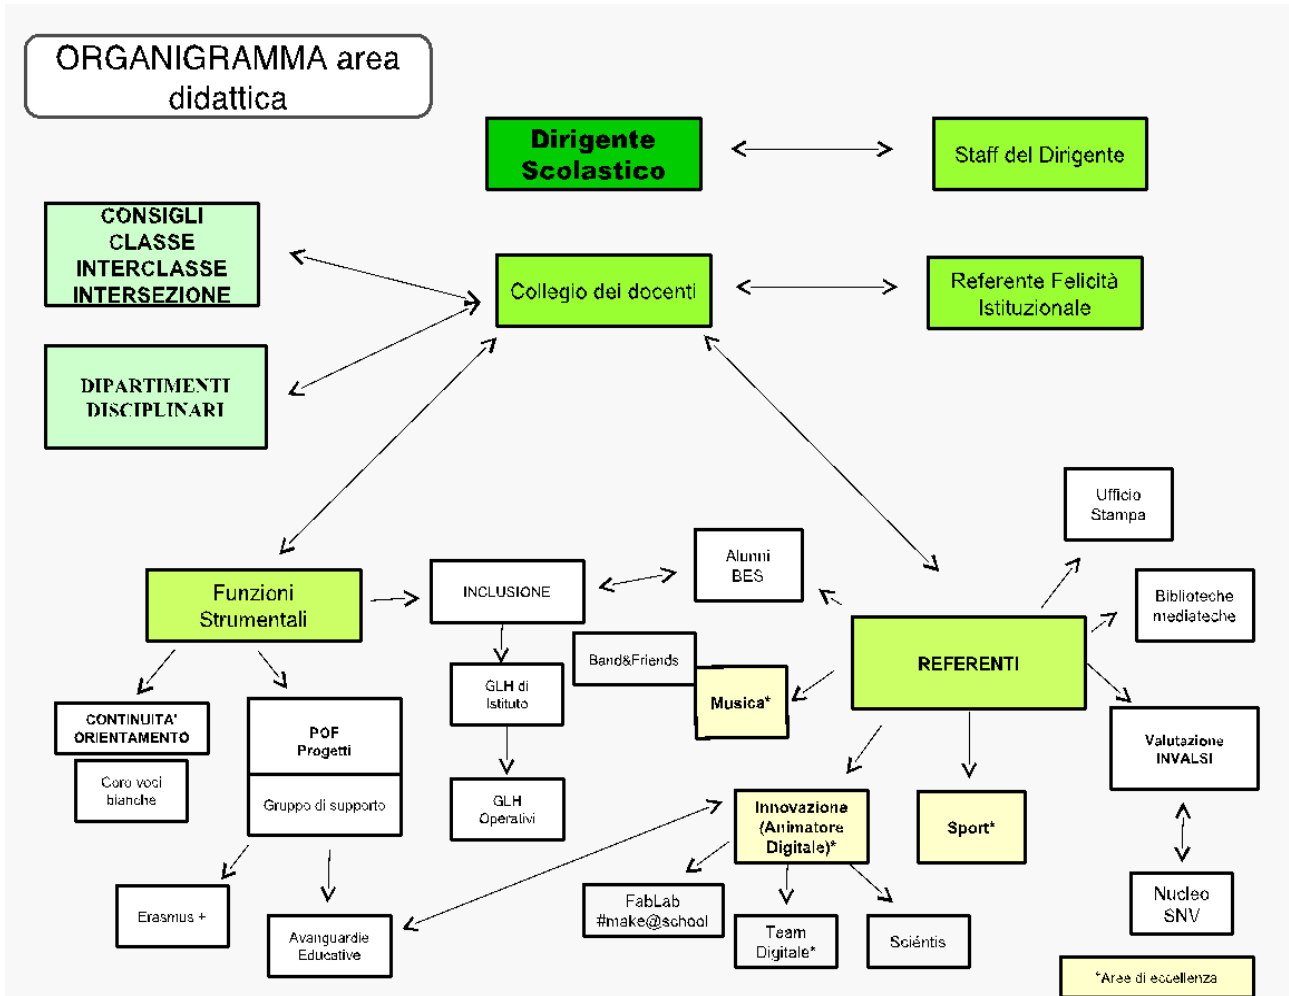 ORGANIGRAMMA area
didattica
Dirigente
Scolastico
Staff del Dirigente
CONSIGLI
CLASSE
INTERCLASSE
INTERSEZIONE
Collegio dei docenti
Referente Felicità
Istituzionale
DIPARTIMENTI
DISCIPLINARI
Ufficio
Stampa
Funzioni
Strumentali
INCLUSIONE
Alunni
BES
Biblioteche
mediateche
REFERENTI
Band&Friends
Musica*
GLH di
Istituto
CONTINUITA'
ORIENTAMENTO
Coro voci
bianche
POF
Progetti
Gruppo di supporto
GLH
Operativi
Valutazione
INVALSI
Innovazione
(Animatore
Digitale)*
Sport*
Erasmus +
Avanguardie
Educative
FabLab
#make@school
Team
Digitale*
Sciéntis
Nucleo
SNV
*Aree di eccellenza